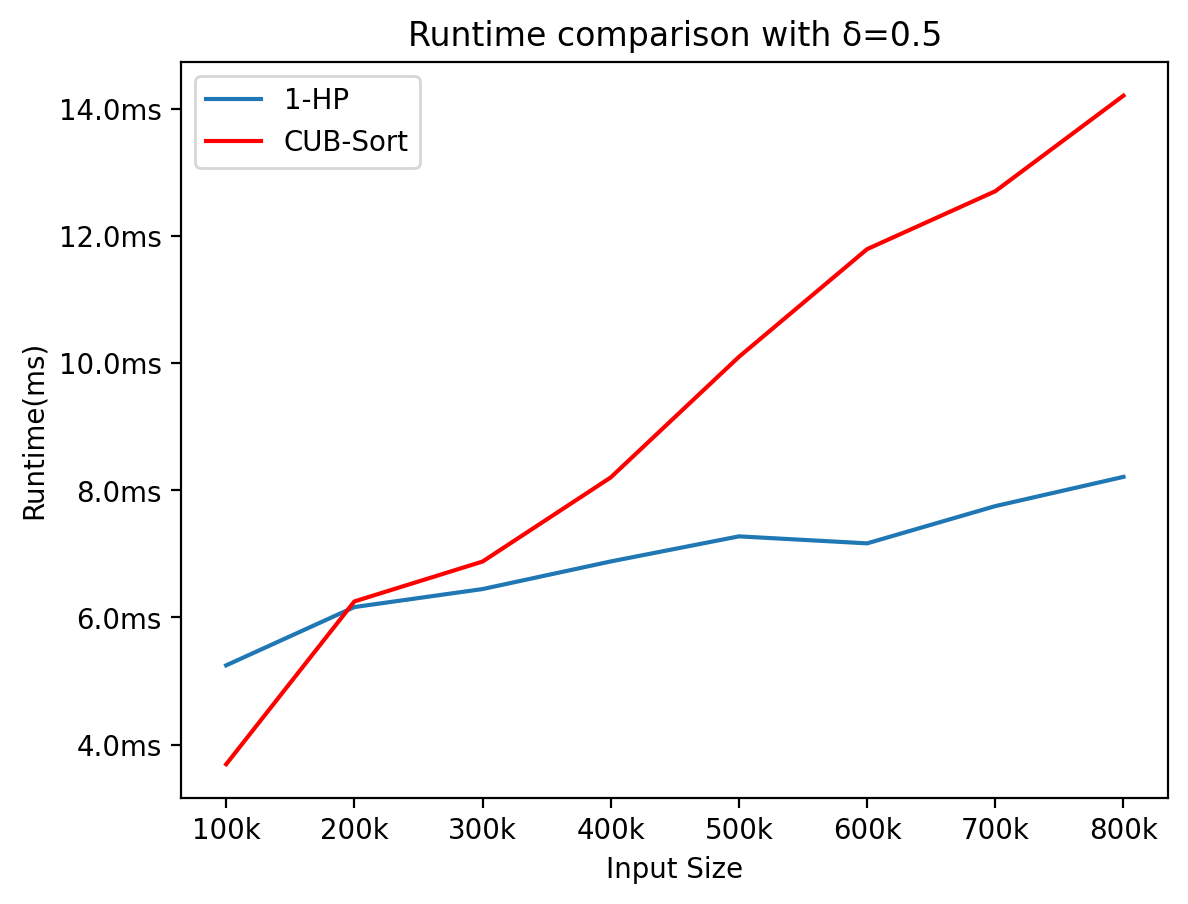 Runtime comparison with δ=0.5
1-HP
CUB-Sort
14.0ms
12.0ms
10.0ms
8.0ms
6.0ms
4.0ms
Runtime(ms)
100k 200k 300k 400k 500k 600k 700k 800k
Input Size